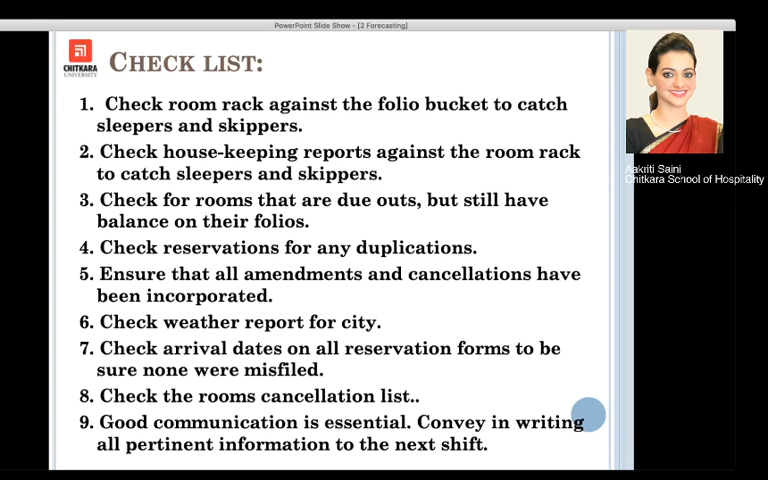 PowerPoint Slide Show - [2 Forecasting]
CHITKARA
UNIVERSITY
CHECK LIST:
1. Check room rack against the folio bucket to catch
sleepers and skippers.
2. Check house-keeping reports against the room rack
to catch sleepers and skippers.
3. Check for rooms that are due outs, but still have
balance on their folios.
4. Check reservations for any duplications.
5. Ensure that all amendments and cancellations have
been incorporated.
6. Check weather report for city.
7. Check arrival dates on all reservation forms to be
sure none were misfiled.
8. Check the rooms cancellation list..
9. Good communication is essential. Convey in writing
all pertinent information to the next shift.
Aakriti Saini
Chitkara School of Hospitality